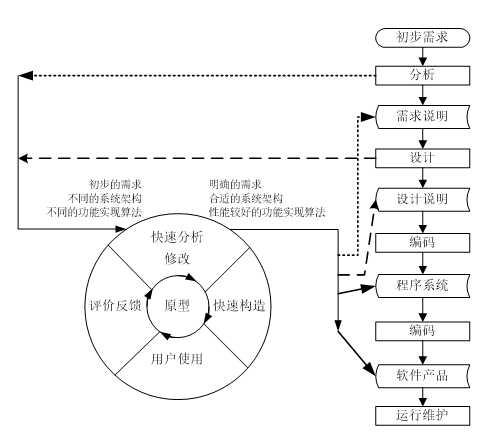 初步需求
分析
需求说明
设计
设计说明
编码
程序系统
编码
软件产品
运行维护
初步的需求
不同的系统架构
不同的功能实现算法
明确的需求
合适的系统架构
性能较好的功能实现算法
快速分析
修改
评价反馈
原型
快速构造
用户使用